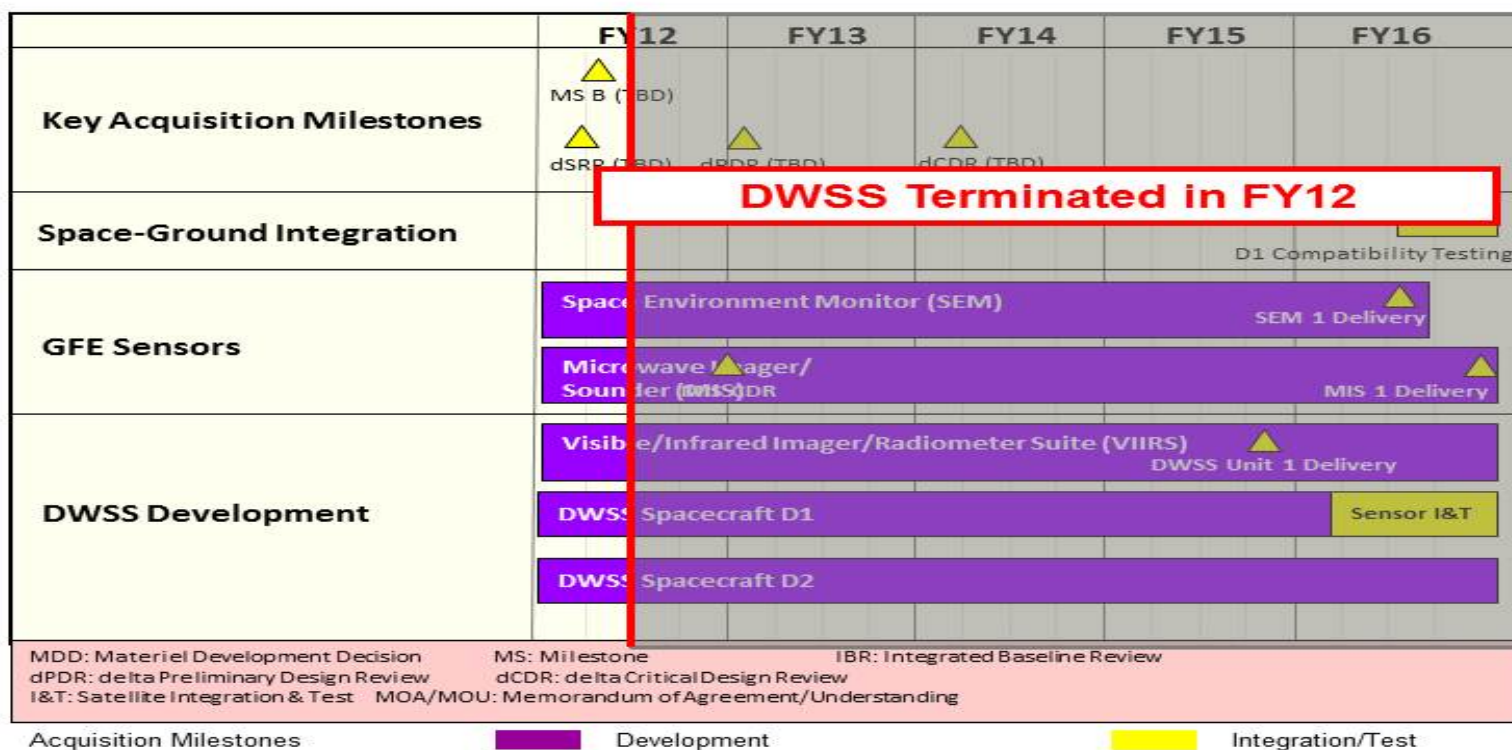 FY12 FY13 FY14 FY15 FY16
MS B (TBD)
Key Acquisition Milestones
dSRR (TBD) dPDR (TBD) dCDR (TBD)
DWSS Terminated in FY12
Space-Ground Integration
D1 Compatibility Testing
Space Environment Monitor (SEM)
SEM 1 Delivery
GFE Sensors
Microwave Imager/
Sounder (MIS) CDR
MIS 1 Delivery
Visible/Infrared Imager/Radiometer Suite (VIIRS)
DWSS Unit 1 Delivery
DWSS Development
DWSS Spacecraft D1 Sensor I&T
DWSS Spacecraft D2
MDD: Materiel Development Decision MS: Milestone IBR: Integrated Baseline Review
dPDR: delta Preliminary Design Review dCDR: delta Critical Design Review
I&T: Satellite Integration & Test MOA/MOU: Memorandum of Agreement/Understanding
Acquisition Milestones Development Integration/Test